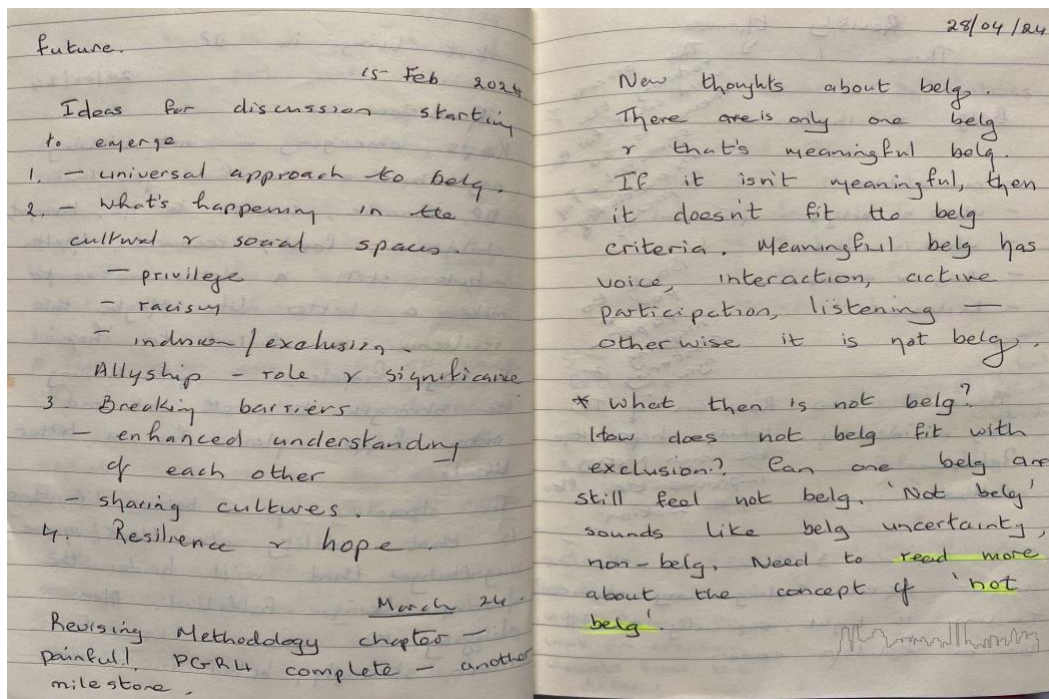 future.
15 Feb 2024
Ideas for discussion starting
to emerge
1. - universal approach to belg.
2. - What's happening in the
cultural & social spaces.
- privilege
- racism
- inclusion / exclusion.
Allyship - role & significance
3. Breaking barriers
- enhanced understanding
of each other
- sharing cultures.
4. Resilience & hope.
March 24.
Revising Methodology chapter -
painful! PGR4 complete - another
milestone.
28/04/24
New thoughts about belg.
There are is only one belg
& that's meaningful belg.
If it isn't meaningful, then
it doesn't fit the belg
criteria. Meaningful belg has
voice, interaction, active
participation, listening —
otherwise it is not belg.
* What then is not belg?
How does not belg fit with
exclusion? Can one belg are
still feel not belg. 'Not belg'
sounds like belg uncertainty,
non-belg. Need to read more
about the concept of 'not
belg'.